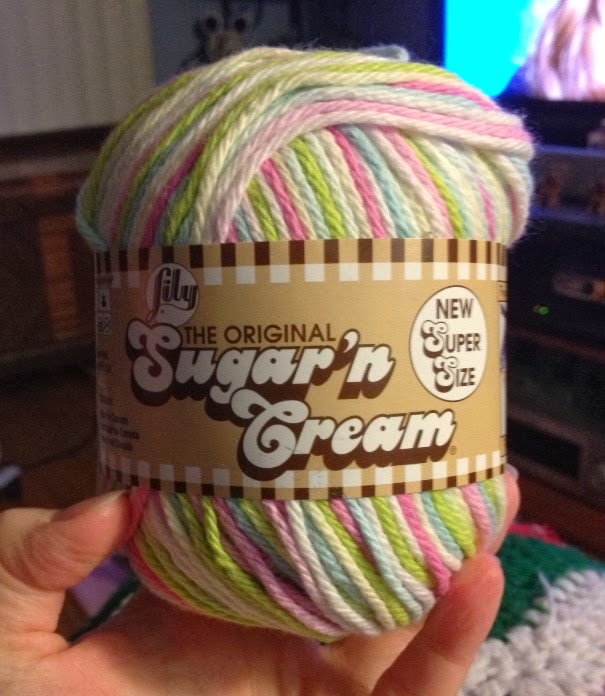 Lily
THE ORIGINAL
Sugar'n
Cream®
NEW
SUPER
SIZE